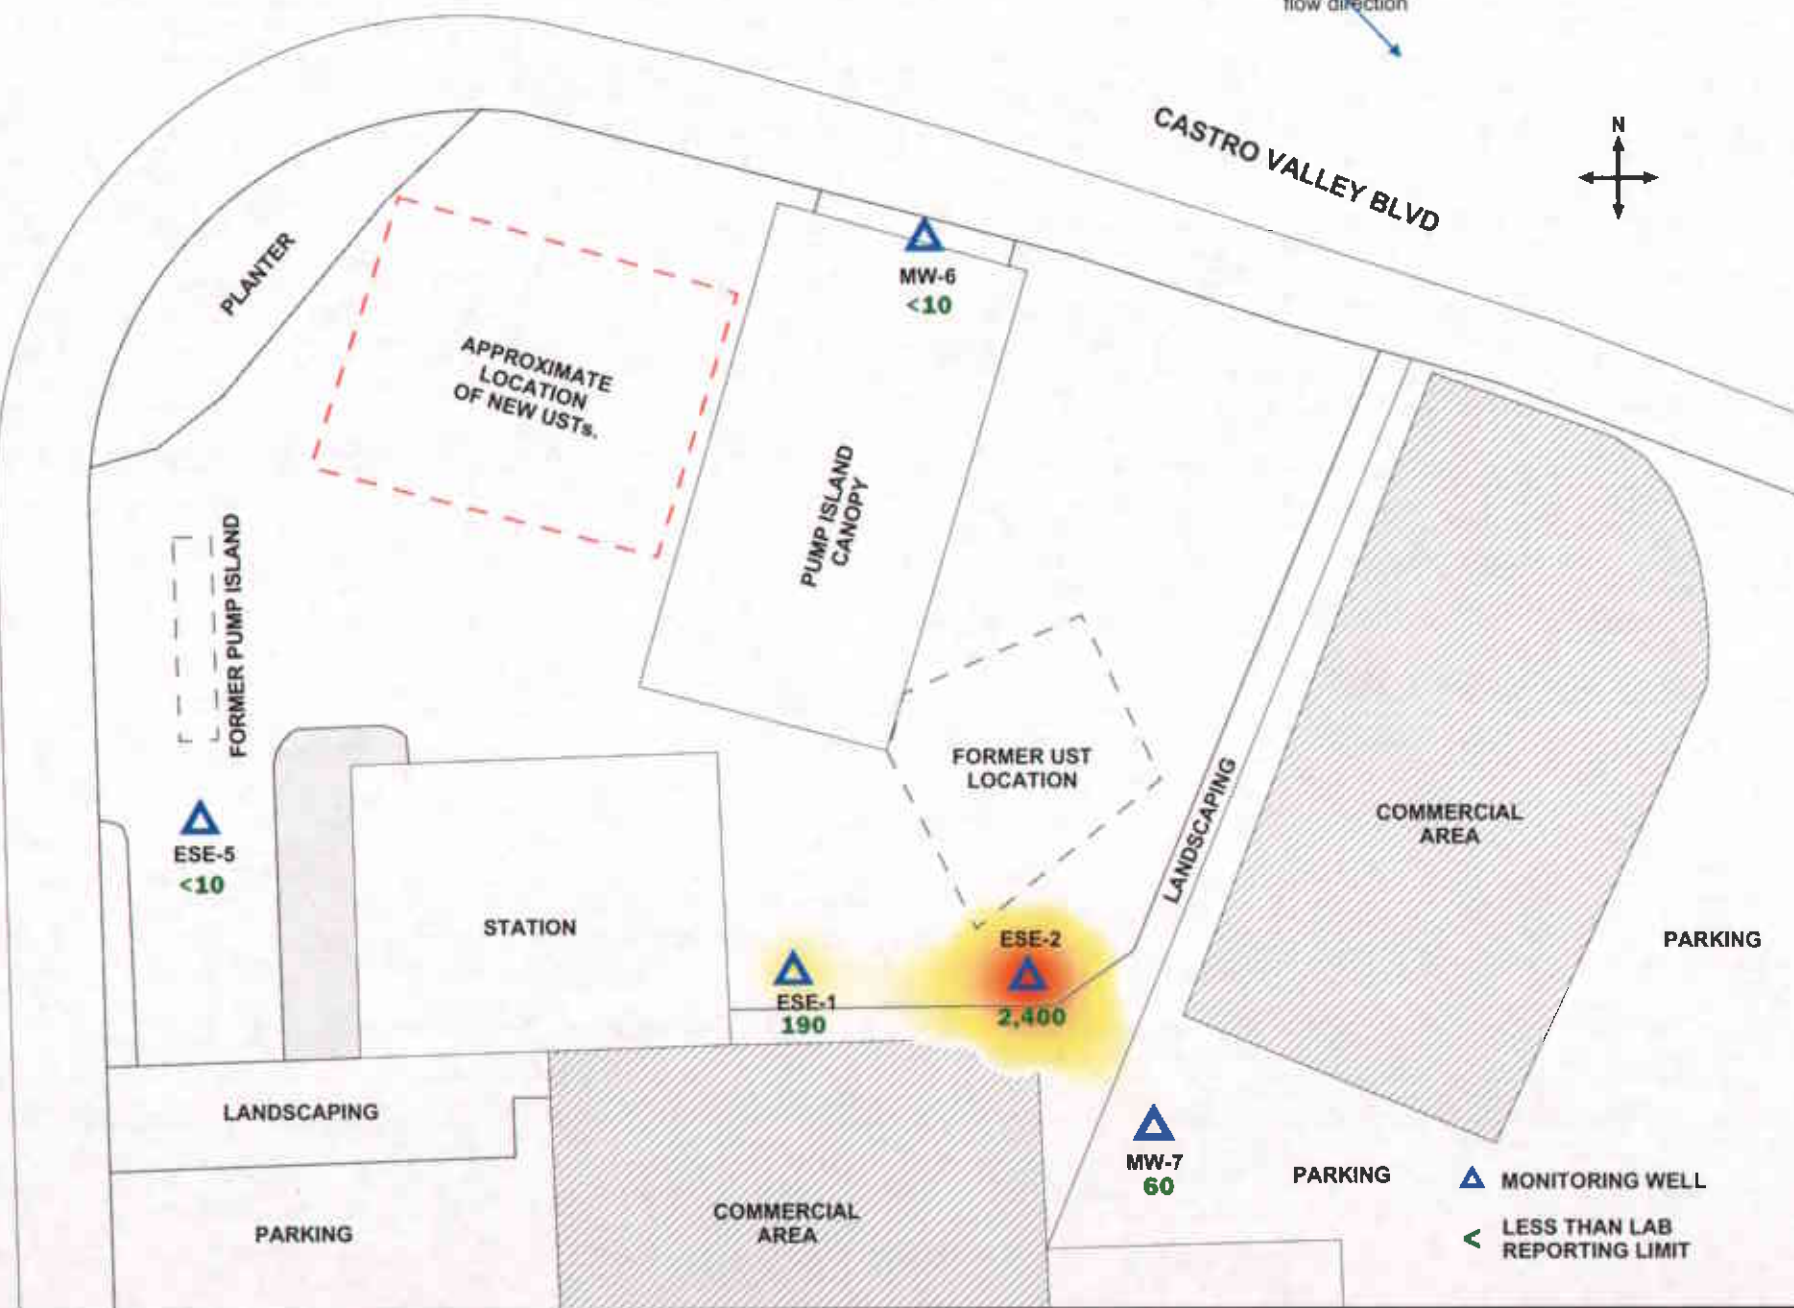 flow direction
CASTRO VALLEY BLVD
N
PLANTER
MW-6
<10
APPROXIMATE
LOCATION
OF NEW USTs.
PUMP ISLAND
CANOPY
FORMER PUMP ISLAND
FORMER UST
LOCATION
LANDSCAPING
COMMERCIAL
AREA
ESE-5
<10
STATION
ESE-2
2,400
ESE-1
190
PARKING
LANDSCAPING
MW-7
60
PARKING
MONITORING WELL
< LESS THAN LAB
REPORTING LIMIT
PARKING
COMMERCIAL
AREA